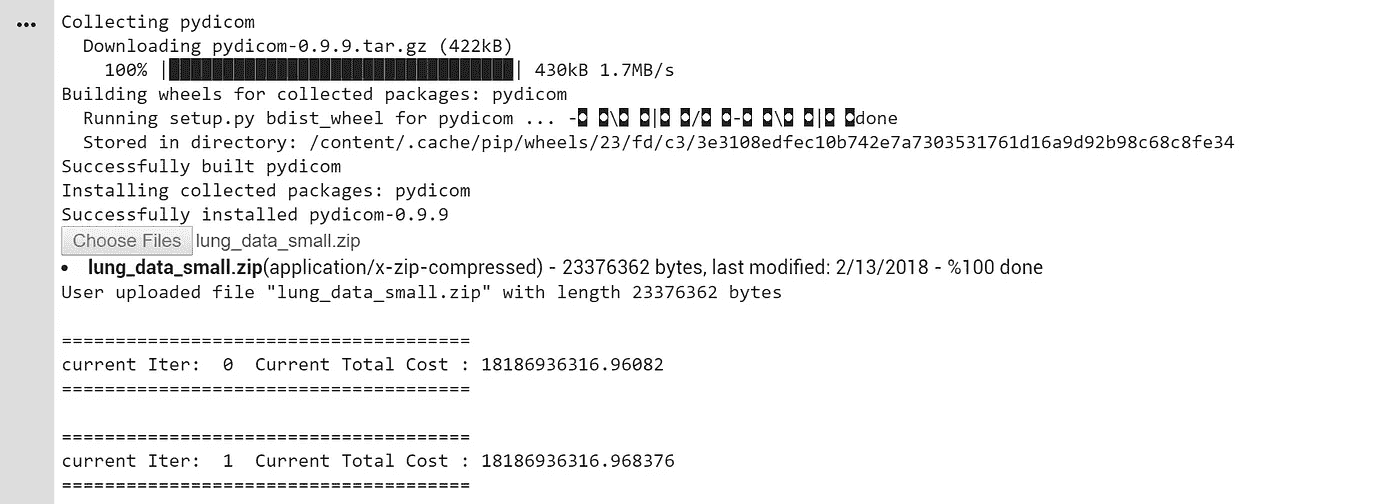 Collecting pydicom
Downloading pydicom-0.9.9.tar.gz (422kB)
100% |████████████████████████████████| 430kB 1.7MB/s
Building wheels for collected packages: pydicom
Running setup.py bdist_wheel for pydicom ... -◘ ◘\◘ ◘|◘ ◘/◘ ◘-◘ ◘\◘ ◘|◘ ◘done
Stored in directory: /content/.cache/pip/wheels/23/fd/c3/3e3108edfec10b742e7a7303531761d16a9d92b98c68c8fe34
Successfully built pydicom
Installing collected packages: pydicom
Successfully installed pydicom-0.9.9
Choose Files lung_data_small.zip
• lung_data_small.zip(application/x-zip-compressed) - 23376362 bytes, last modified: 2/13/2018 - %100 done
User uploaded file "lung_data_small.zip" with length 23376362 bytes
======================================
current Iter:  0  Current Total Cost : 18186936316.96082
======================================
======================================
current Iter:  1  Current Total Cost : 18186936316.968376
======================================